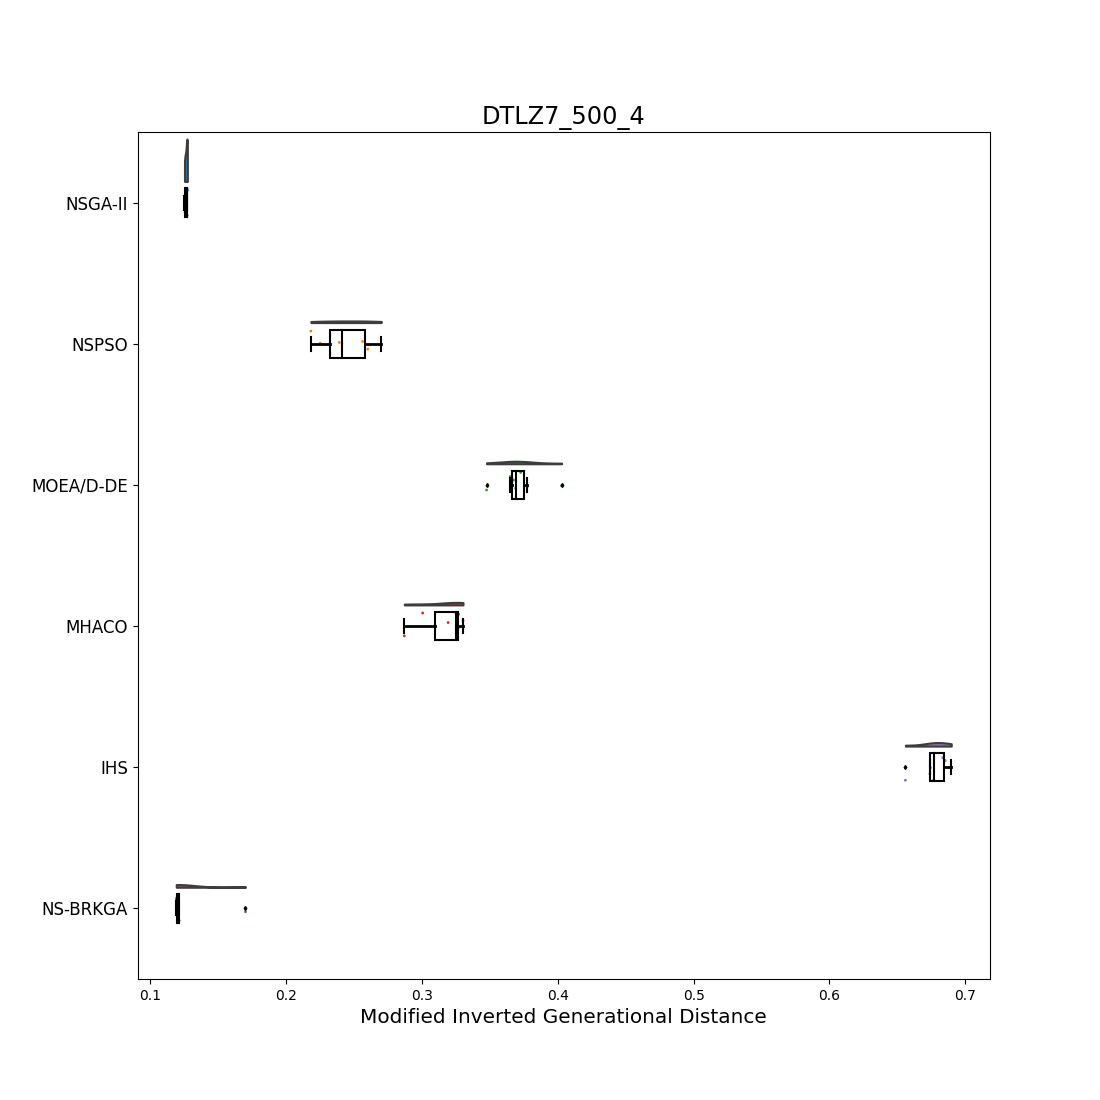 DTLZ7_500_4
NSGA-II
NSPSO
MOEA/D-DE
MHACO
IHS
NS-BRKGA
0.1 0.2 0.3 0.4 0.5 0.6 0.7
Modified Inverted Generational Distance